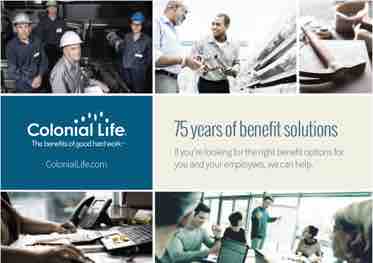 Colonial Life
The benefits of good hard work.℠
ColonialLife.com
75 years of benefit solutions
If you're looking for the right benefit options for
you and your employees, we can help.